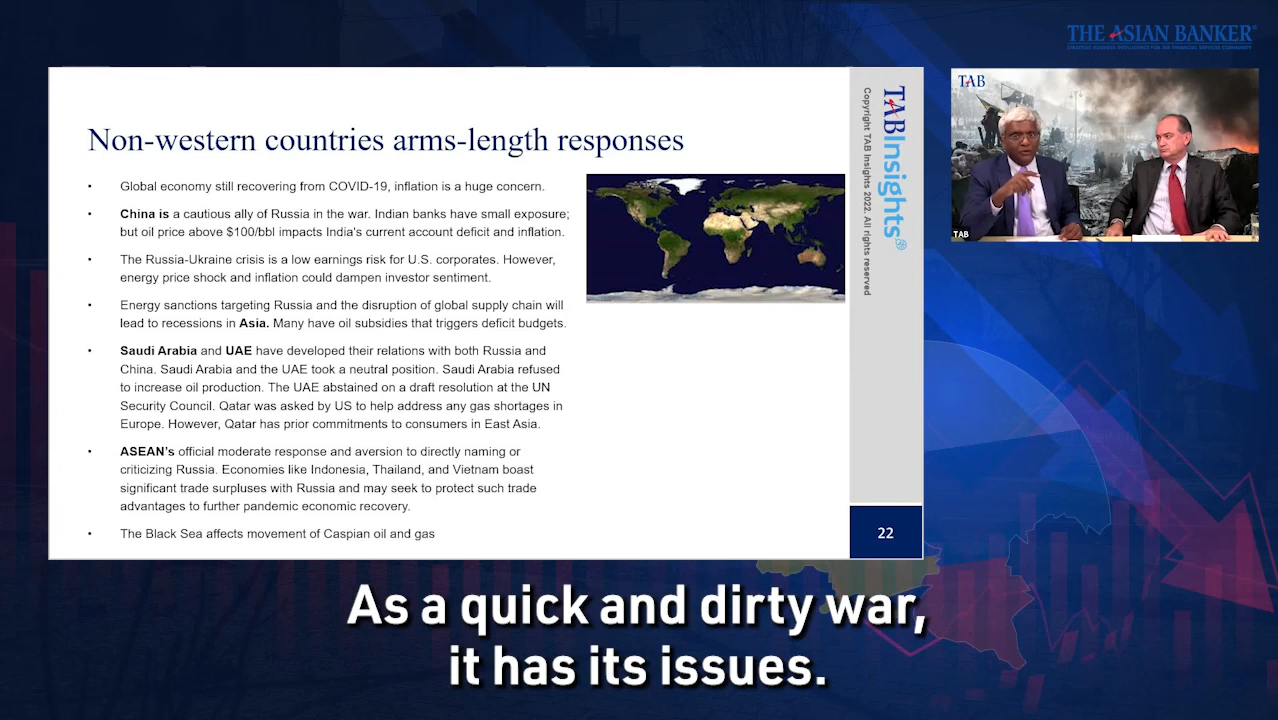 THE ASIAN BANKER
STRATEGIC BUSINESS INTELLIGENCE FOR THE FINANCIAL SERVICES COMMUNITY
Non-western countries arms-length responses
• Global economy still recovering from COVID-19, inflation is a huge concern.
• China is a cautious ally of Russia in the war. Indian banks have small exposure;
but oil price above $100/bbl impacts India's current account deficit and inflation.
• The Russia-Ukraine crisis is a low earnings risk for U.S. corporates. However,
energy price shock and inflation could dampen investor sentiment.
• Energy sanctions targeting Russia and the disruption of global supply chain will
lead to recessions in Asia. Many have oil subsidies that triggers deficit budgets.
• Saudi Arabia and UAE have developed their relations with both Russia and
China. Saudi Arabia and the UAE took a neutral position. Saudi Arabia refused
to increase oil production. The UAE abstained on a draft resolution at the UN
Security Council. Qatar was asked by US to help address any gas shortages in
Europe. However, Qatar has prior commitments to consumers in East Asia.
• ASEAN's official moderate response and aversion to directly naming or
criticizing Russia. Economies like Indonesia, Thailand, and Vietnam boast
significant trade surpluses with Russia and may seek to protect such trade
advantages to further pandemic economic recovery.
• The Black Sea affects movement of Caspian oil and gas
TABInsights
Copyright TAB Insights 2022. All rights reserved
22
TAB
TAB
As a quick and dirty war,
it has its issues.